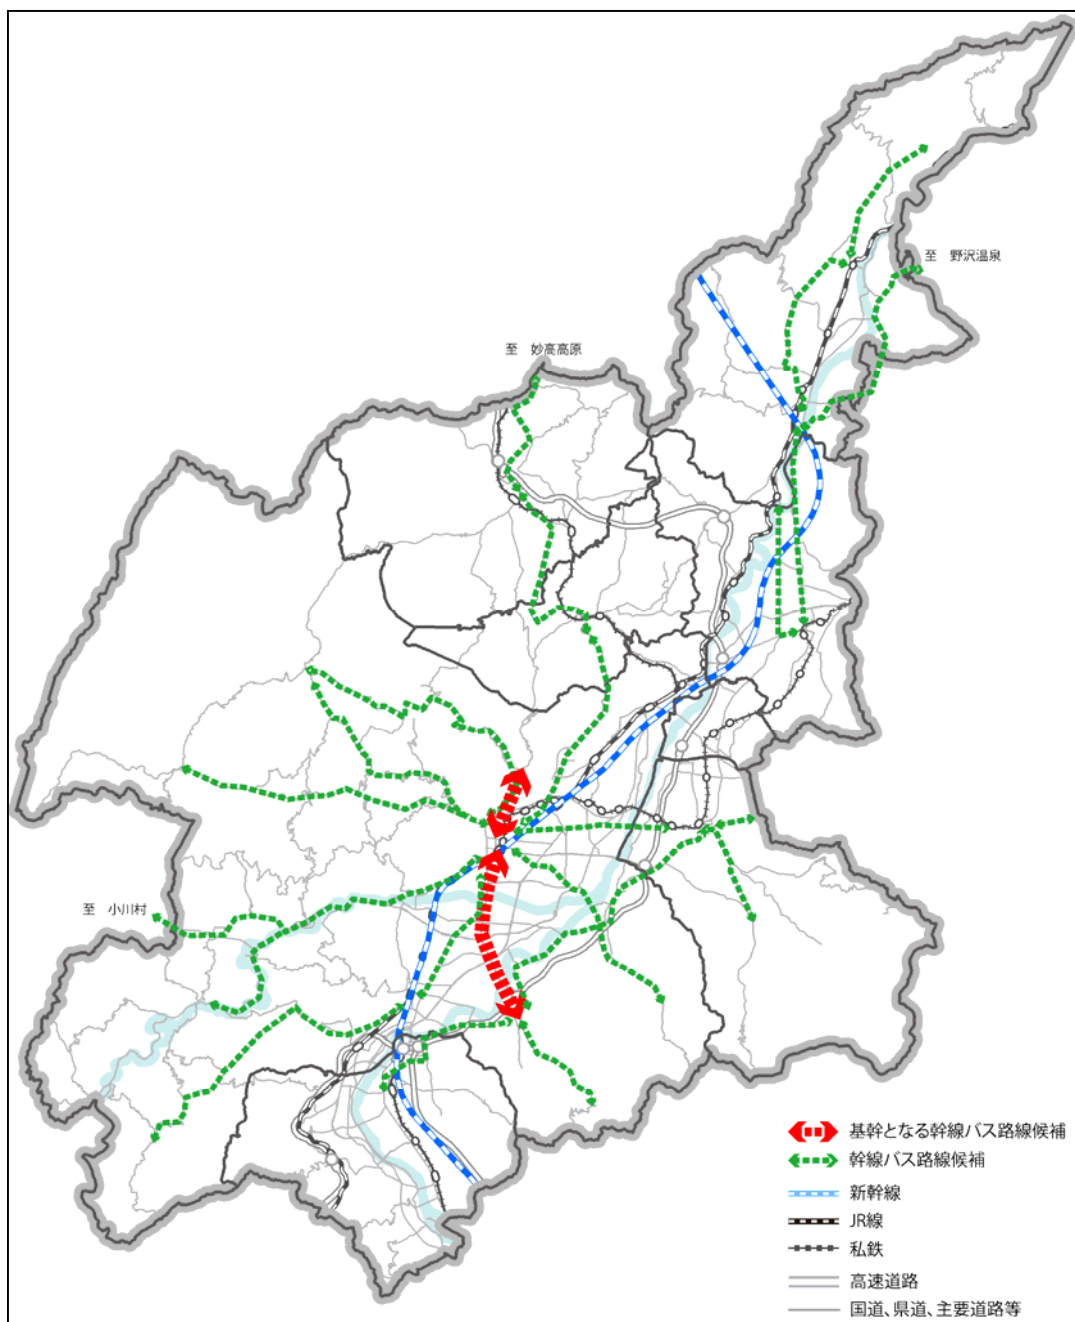 至 野沢温泉
至 妙高高原
至 小川村
基幹となる幹線バス路線候補
幹線バス路線候補
新幹線
JR線
私鉄
高速道路
国道、県道、主要道路等